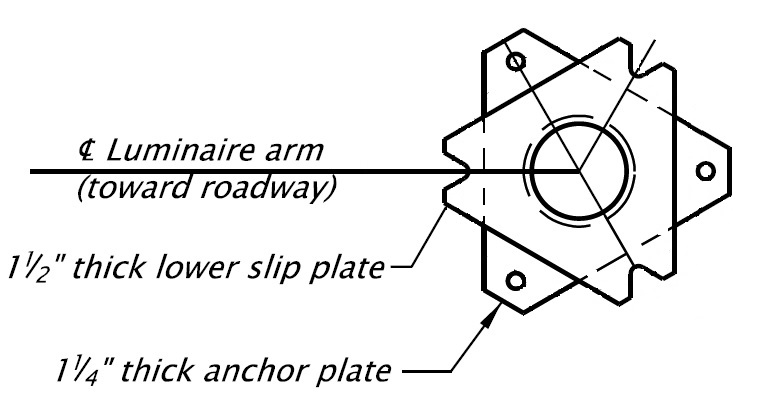 ℄ Luminaire arm
(toward roadway)
1½" thick lower slip plate
1¼" thick anchor plate